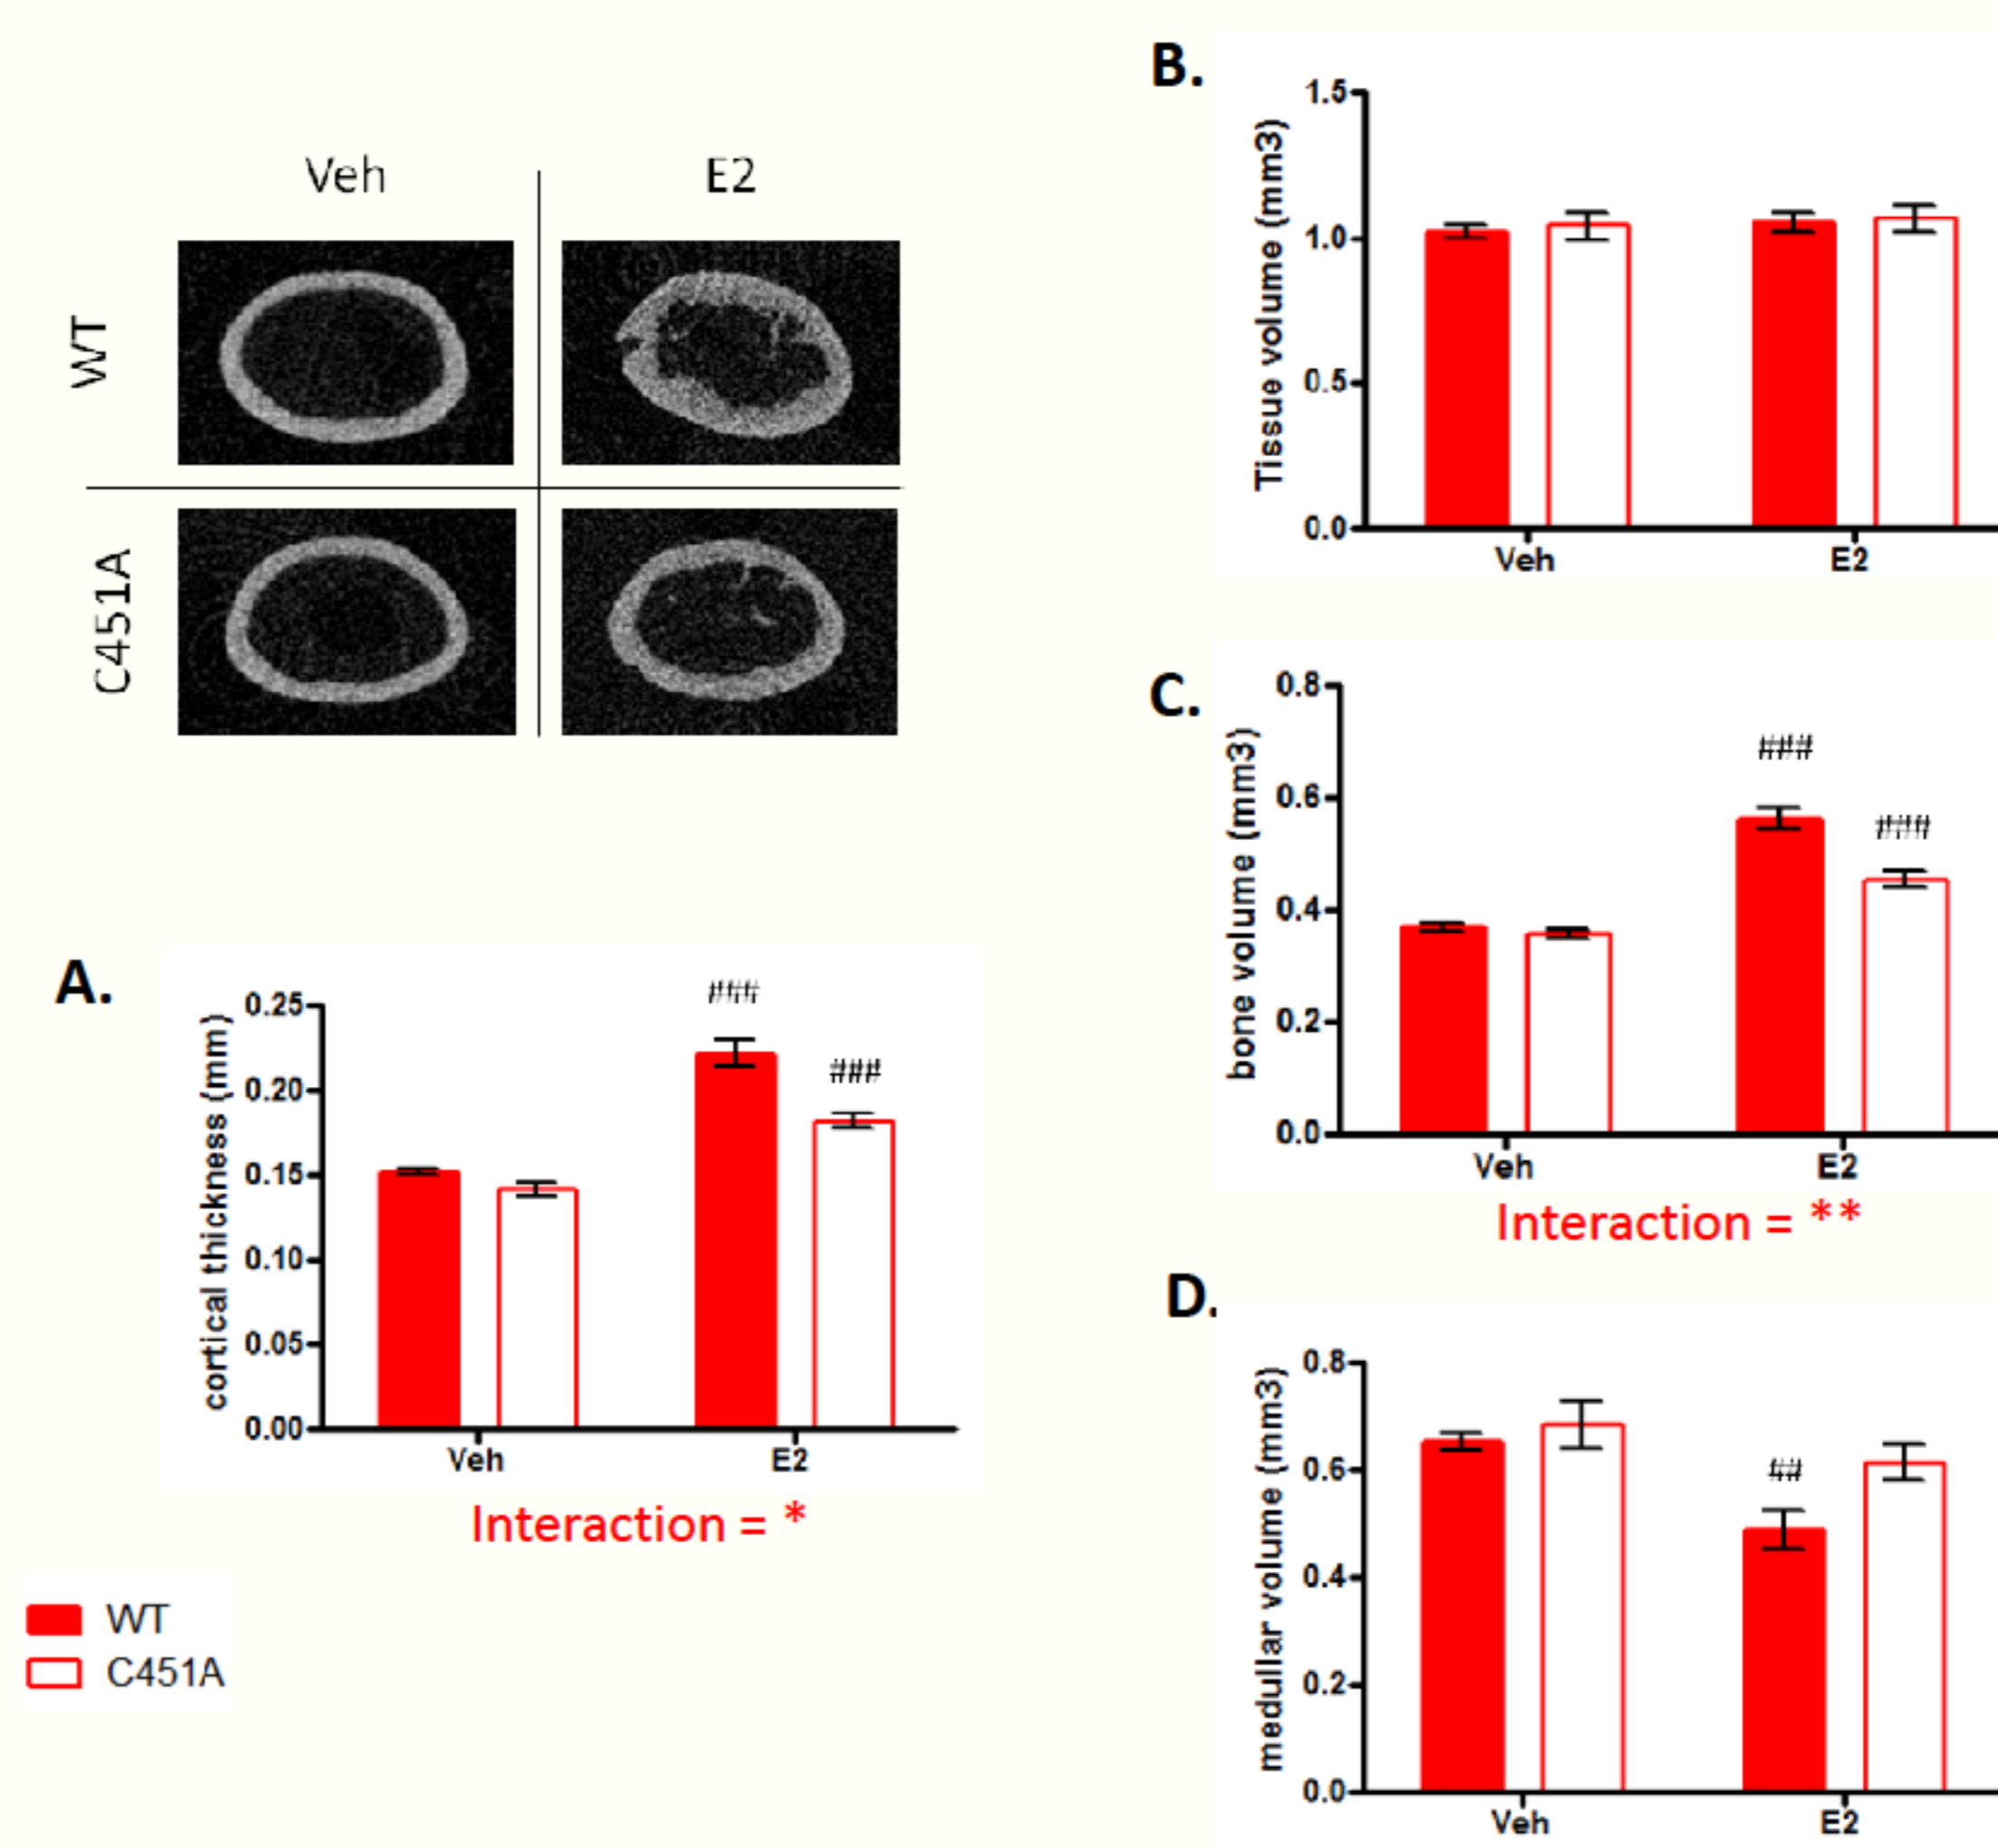 Veh E2
WT
C451A
A.
cortical thickness (mm)
0.25
0.20
0.15
0.10
0.05
0.00
###
###
Veh E2
Interaction = *
WT
C451A
B.
Tissue volume (mm3)
1.5
1.0
0.5
0.0
Veh E2
C.
bone volume (mm3)
0.8
0.6
0.4
0.2
0.0
###
###
Veh E2
Interaction = **
D.
medullar volume (mm3)
0.8
0.6
0.4
0.2
0.0
##
Veh E2